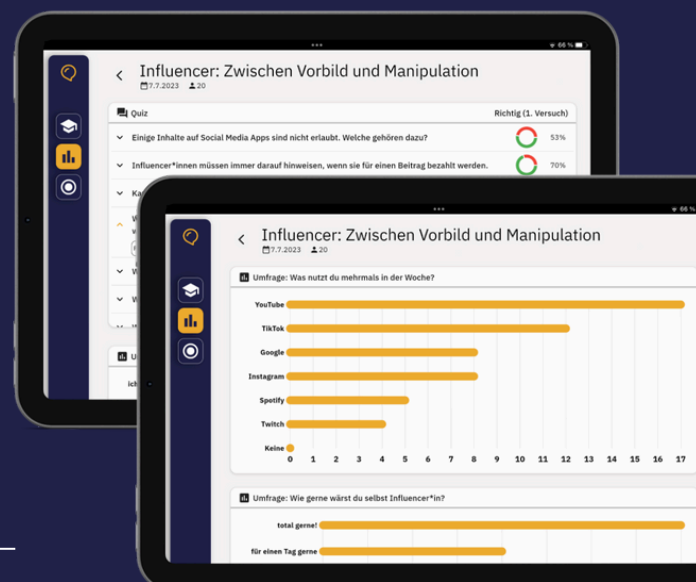 66 %
Influencer: Zwischen Vorbild und Manipulation
7.7.2023 20
Quiz Richtig (1. Versuch)
Einige Inhalte auf Social Media Apps sind nicht erlaubt. Welche gehören dazu? 53%
Influencer*innen müssen immer darauf hinweisen, wenn sie für einen Beitrag bezahlt werden. 70%
66 %
Influencer: Zwischen Vorbild und Manipulation
7.7.2023 20
Umfrage: Was nutzt du mehrmals in der Woche?
YouTube
TikTok
Google
Instagram
Spotify
Twitch
Keine
0 1 2 3 4 5 6 7 8 9 10 11 12 13 14 15 16 17
Umfrage: Wie gerne wärst du selbst Influencer*in?
total gerne!
für einen Tag gerne